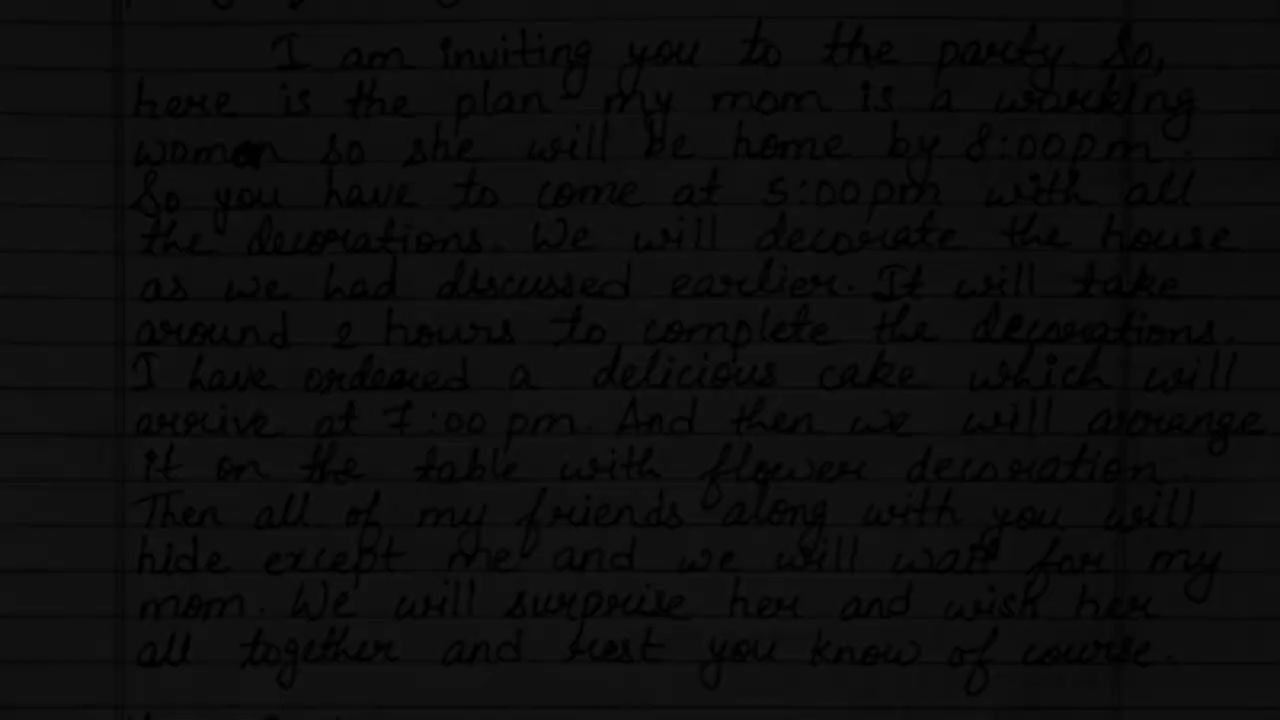 I am inviting you to the party. So,
here is the plan my mom is a working
woman so she will be home by 8:00pm.
So you have to come at 5:00pm with all
the decorations. We will decorate the house
as we had discussed earlier. It will take
around 2 hours to complete the decorations.
I have ordered a delicious cake which will
arrive at 7:00 pm. And then we will arrange
it on the table with flower decoration.
Then all of my friends along with you will
hide except me and we will wait for my
mom. We will surprise her and wish her
all together and rest you know of course.